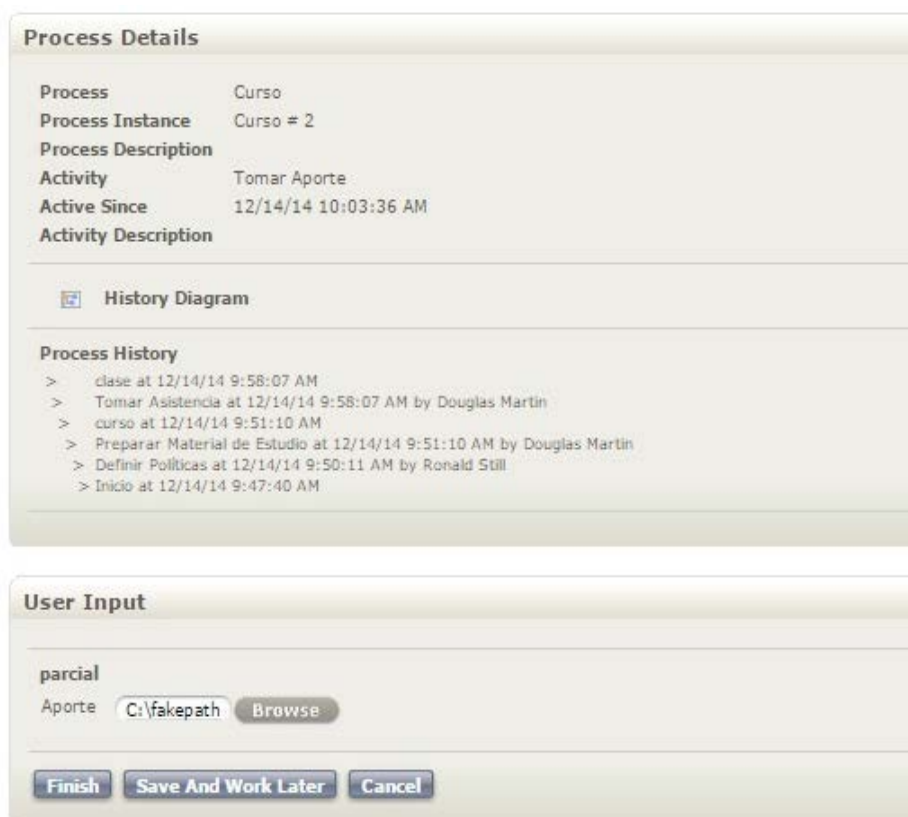 Process Details
Process Curso
Process Instance Curso # 2
Process Description
Activity Tomar Aporte
Active Since 12/14/14 10:03:36 AM
Activity Description
History Diagram
Process History
> clase at 12/14/14 9:58:07 AM
> Tomar Asistencia at 12/14/14 9:58:07 AM by Douglas Martin
> curso at 12/14/14 9:51:10 AM
> Preparar Material de Estudio at 12/14/14 9:51:10 AM by Douglas Martin
> Definir Políticas at 12/14/14 9:50:11 AM by Ronald Still
> Inicio at 12/14/14 9:47:40 AM
User Input
parcial
Aporte C:\fakepath Browse
Finish Save And Work Later Cancel